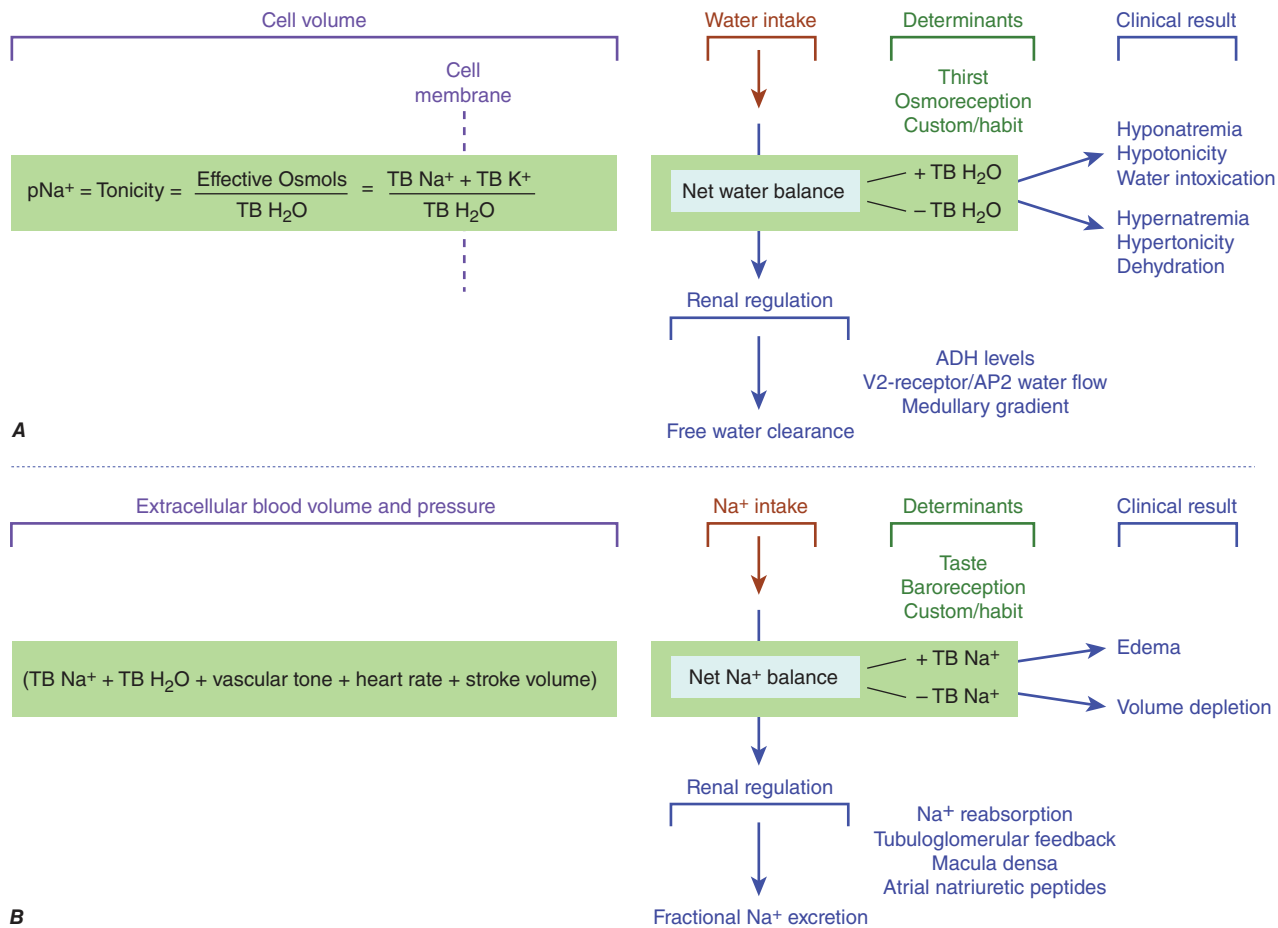 Cell volume
Water intake
Determinants
Clinical result
Cell
membrane
Thirst
Osmoreception
Custom/habit
pNa⁺ = Tonicity = Effective Osmols / TB H₂O = TB Na⁺ + TB K⁺ / TB H₂O
Net water balance
+ TB H₂O
– TB H₂O
Hyponatremia
Hypotonicity
Water intoxication
Hypernatremia
Hypertonicity
Dehydration
Renal regulation
ADH levels
V2-receptor/AP2 water flow
Medullary gradient
Free water clearance
A
Extracellular blood volume and pressure
Na⁺ intake
Determinants
Clinical result
Taste
Baroreception
Custom/habit
(TB Na⁺ + TB H₂O + vascular tone + heart rate + stroke volume)
Net Na⁺ balance
+ TB Na⁺
– TB Na⁺
Edema
Volume depletion
Renal regulation
Na⁺ reabsorption
Tubuloglomerular feedback
Macula densa
Atrial natriuretic peptides
Fractional Na⁺ excretion
B